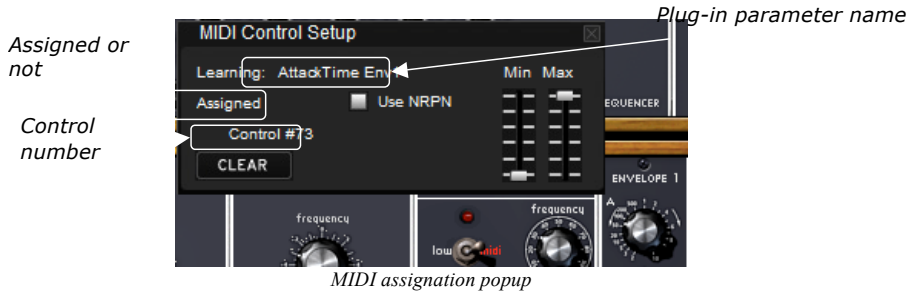 Plug-in parameter name
Assigned or
not
MIDI Control Setup
Learning: AttackTime Env1
Min Max
Assigned
Use NRPN
EQUENCER
Control
number
Control #73
CLEAR
ENVELOPE 1
A
frequency
frequency
low midi
MIDI assignation popup